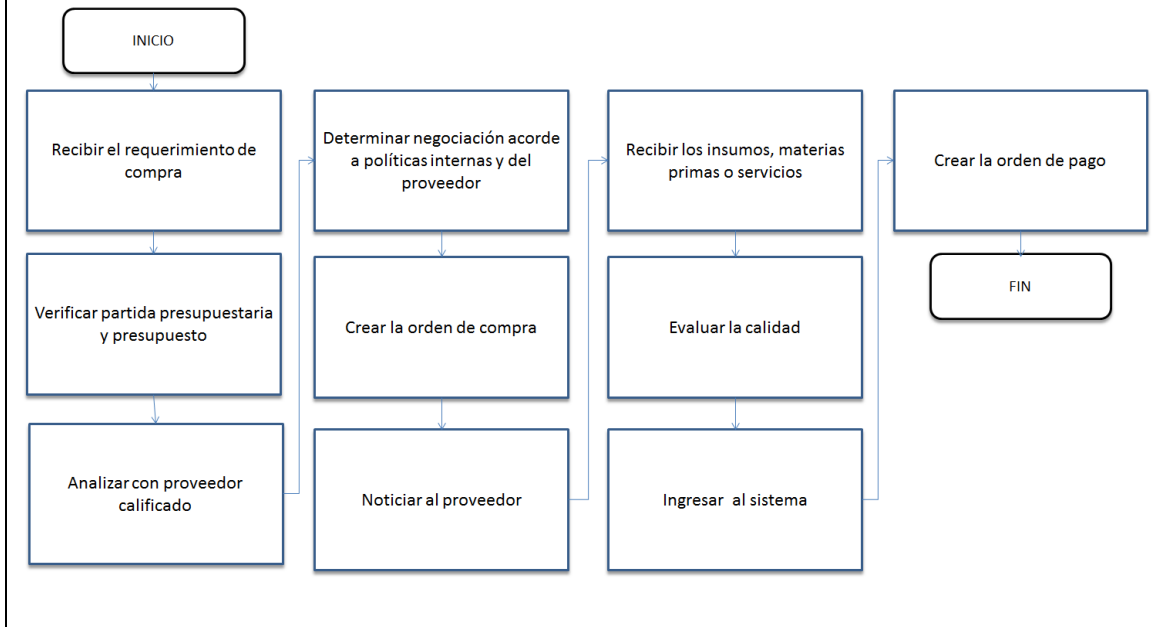 INICIO
Recibir el requerimiento de
compra
Verificar partida presupuestaria
y presupuesto
Analizar con proveedor
calificado
Determinar negociación acorde
a políticas internas y del
proveedor
Crear la orden de compra
Noticiar al proveedor
Recibir los insumos, materias
primas o servicios
Evaluar la calidad
Ingresar al sistema
Crear la orden de pago
FIN